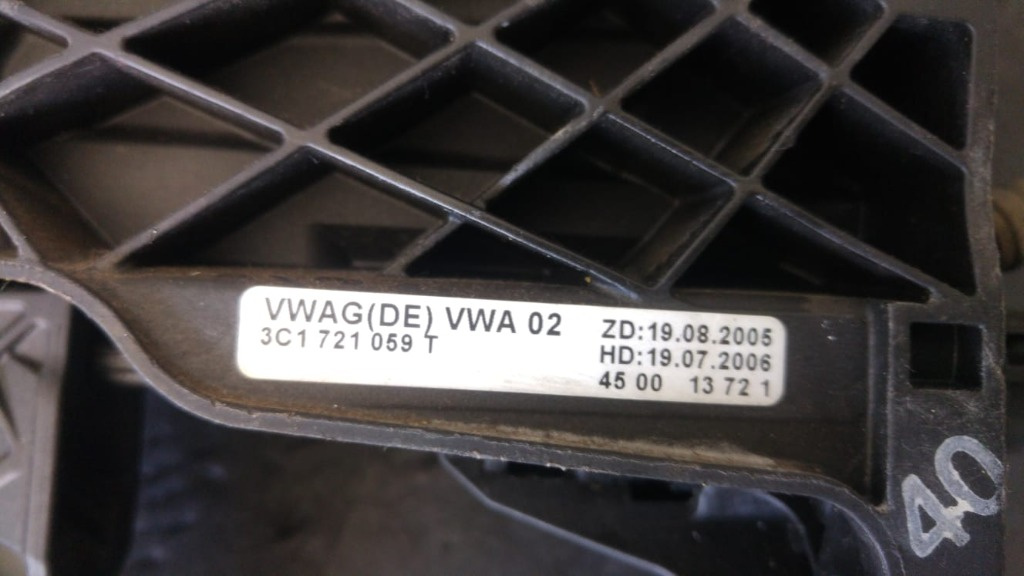 VWAG(DE) VWA 02
3C1 721 059 T
ZD:19.08.2005
HD:19.07.2006
45 00 13 72 1
40